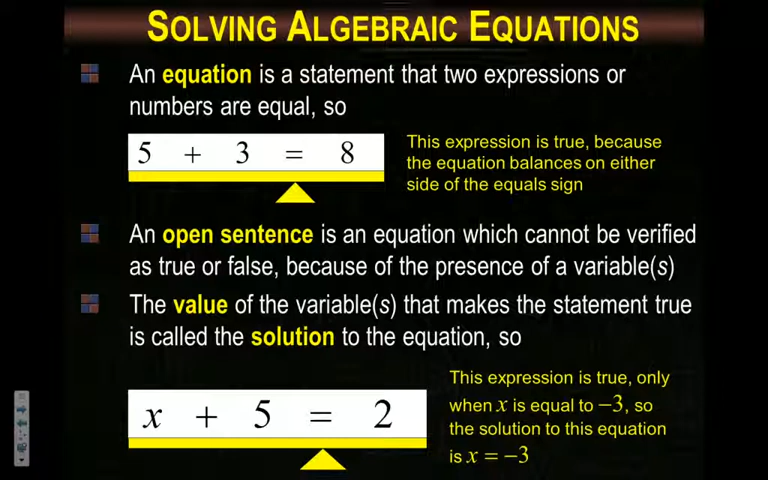 SOLVING ALGEBRAIC EQUATIONS
An equation is a statement that two expressions or
numbers are equal, so
5 + 3 = 8
This expression is true, because
the equation balances on either
side of the equals sign
An open sentence is an equation which cannot be verified
as true or false, because of the presence of a variable(s)
The value of the variable(s) that makes the statement true
is called the solution to the equation, so
x + 5 = 2
This expression is true, only
when x is equal to −3, so
the solution to this equation
is x = −3